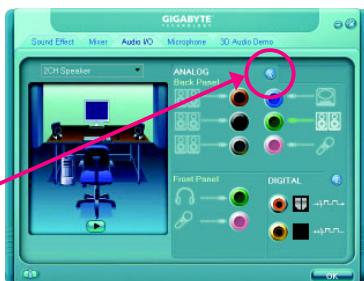 GIGABYTE
TECHNOLOGY
Sound Effect Mixer Audio I/O Microphone 3D Audio Demo
2CH Speaker
ANALOG
Back Panel
Front Panel
DIGITAL
OK